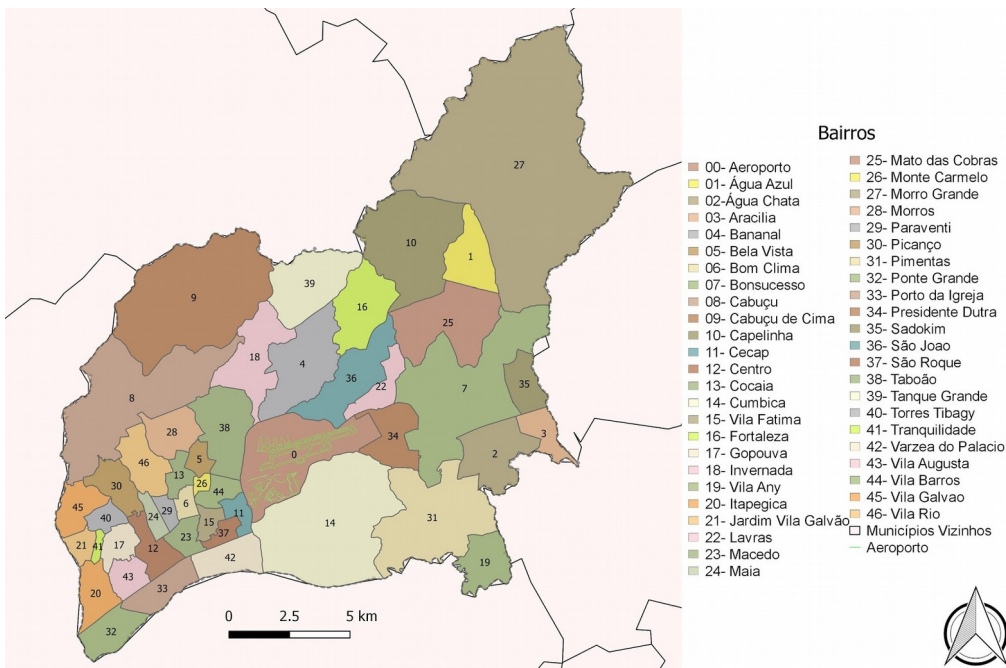 Bairros
00- Aeroporto
01- Água Azul
02-Água Chata
03- Aracilia
04- Bananal
05- Bela Vista
06- Bom Clima
07- Bonsucesso
08- Cabuçu
09- Cabuçu de Cima
10- Capelinha
11- Cecap
12- Centro
13- Cocaia
14- Cumbica
15- Vila Fatima
16- Fortaleza
17- Gopouva
18- Invernada
19- Vila Any
20- Itapegica
21- Jardim Vila Galvão
22- Lavras
23- Macedo
24- Maia
25- Mato das Cobras
26- Monte Carmelo
27- Morro Grande
28- Morros
29- Paraventi
30- Picanço
31- Pimentas
32- Ponte Grande
33- Porto da Igreja
34- Presidente Dutra
35- Sadokim
36- São Joao
37- São Roque
38- Taboão
39- Tanque Grande
40- Torres Tibagy
41- Tranquilidade
42- Varzea do Palacio
43- Vila Augusta
44- Vila Barros
45- Vila Galvao
46- Vila Rio
Municípios Vizinhos
Aeroporto
27
10
1
39
9
16
25
18
4
36
22
7
35
8
28
38
34
3
46
5
0
2
13
26
30
44
6
45
24
29
11
14
31
40
15
37
41
17
12
23
21
42
19
43
33
20
32
0 2.5 5 km